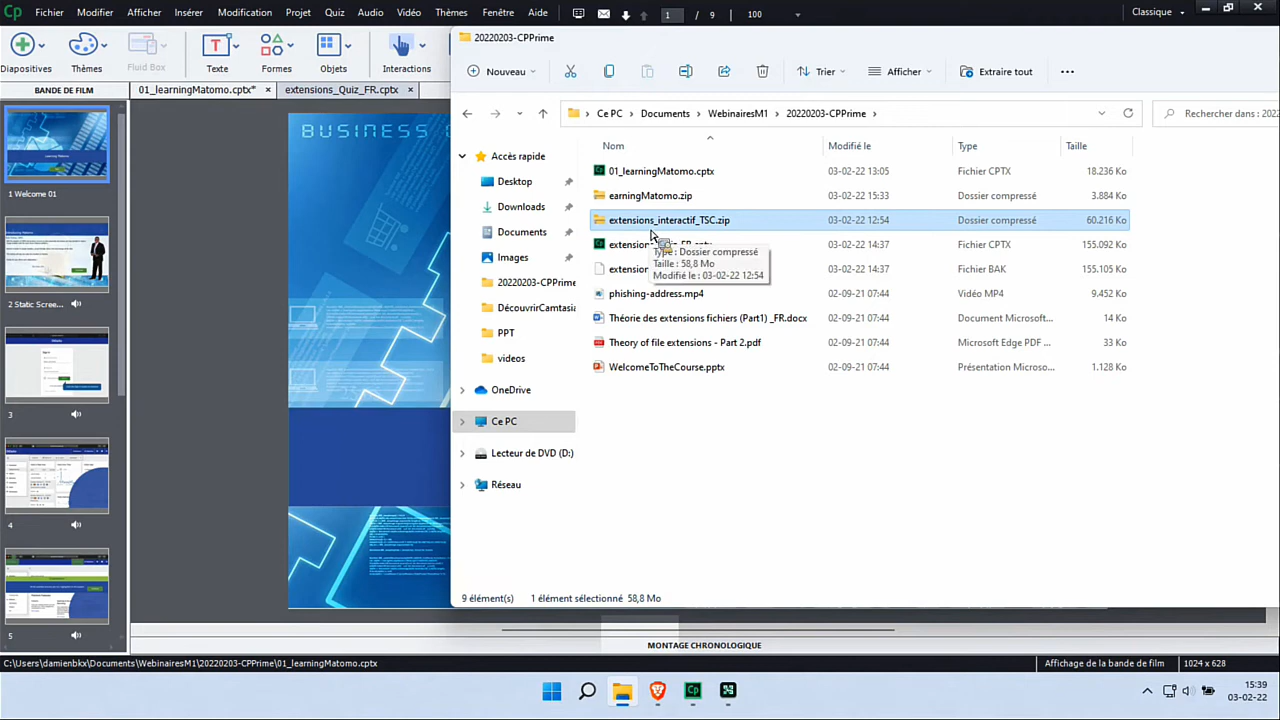 Fichier Modifier Afficher Insérer Modification Projet Quiz Audio Vidéo Thèmes Fenêtre Aide 1 / 9 100 Classique
Diapositives Thèmes Fluid Box Texte Formes Objets Interactions
BANDE DE FILM
01_learningMatomo.cptx* × extensions_Quiz_FR.cptx ×
1 Welcome 01
2 Static Scree...
3
4
5
BUSINESS
20220203-CPPrime
Nouveau Trier Afficher Extraire tout
Ce PC > Documents > WebinairesM1 > 20220203-CPPrime >
Rechercher dans : 202
Accès rapide
Desktop
Downloads
Documents
Images
20220203-CPPrime
DécouvrirCamtasia
PPT
videos
OneDrive
Ce PC
Lecteur de DVD (D:)
Réseau
Nom Modifié le Type Taille
01_learningMatomo.cptx 03-02-22 13:05 Fichier CPTX 18.236 Ko
earningMatomo.zip 03-02-22 15:33 Dossier compressé 3.884 Ko
extensions_interactif_TSC.zip 03-02-22 12:54 Dossier compressé 60.216 Ko
03-02-22 14:37 Fichier CPTX 155.092 Ko
03-02-22 14:37 Fichier BAK 155.105 Ko
phishing-address.mp4 02-09-21 07:44 Vidéo MP4 9.452 Ko
Théorie des extensions fichiers (Part1) _FR.docx 02-09-21 07:44 Document Microsof... 14 Ko
Theory of file extensions - Part 2.pdf 02-09-21 07:44 Microsoft Edge PDF ... 33 Ko
WelcomeToTheCourse.pptx 02-09-21 07:44 Présentation Microso... 1.128 Ko
Type : Dossier compressé
Taille : 58,8 Mo
Modifié le : 03-02-22 12:54
9 élément(s) 1 élément sélectionné 58,8 Mo
MONTAGE CHRONOLOGIQUE
C:\Users\damienbkx\Documents\WebinairesM1\20220203-CPPrime\01_learningMatomo.cptx Affichage de la bande de film 1024 x 628
15:39
03-02-22